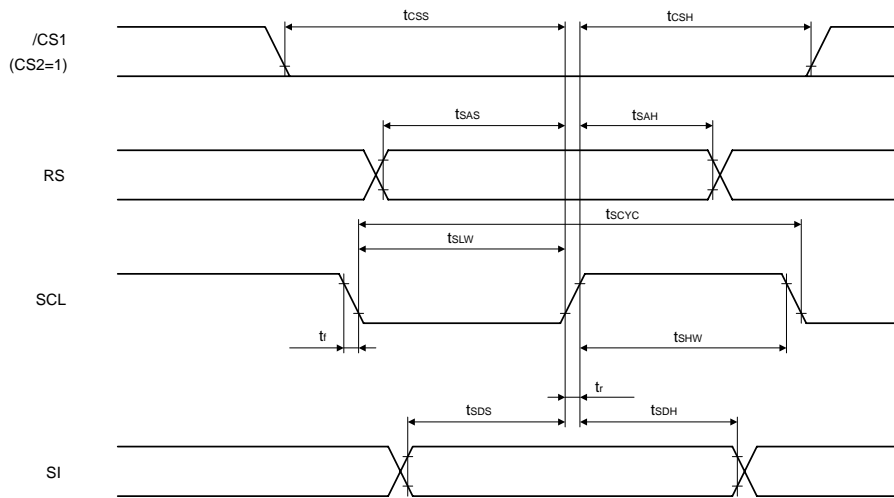 tCSS tCSH
/CS1
(CS2=1)
tSAS tSAH
RS
tSCYC
tSLW
SCL
tf tSHW
tr
tSDS tSDH
SI